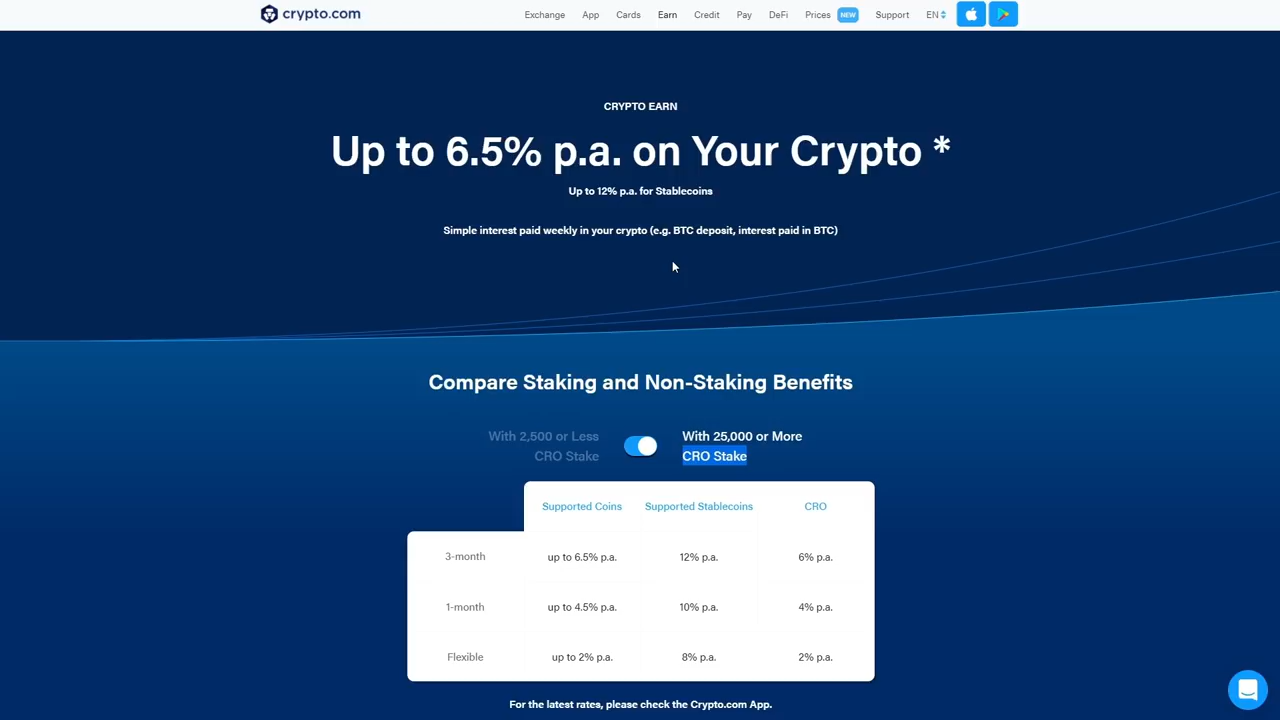 crypto.com
Exchange App Cards Earn Credit Pay DeFi Prices NEW Support EN
CRYPTO EARN
Up to 6.5% p.a. on Your Crypto *
Up to 12% p.a. for Stablecoins
Simple interest paid weekly in your crypto (e.g. BTC deposit, interest paid in BTC)
Compare Staking and Non-Staking Benefits
With 2,500 or Less
CRO Stake
With 25,000 or More
CRO Stake
Supported Coins Supported Stablecoins CRO
3-month up to 6.5% p.a. 12% p.a. 6% p.a.
1-month up to 4.5% p.a. 10% p.a. 4% p.a.
Flexible up to 2% p.a. 8% p.a. 2% p.a.
For the latest rates, please check the Crypto.com App.